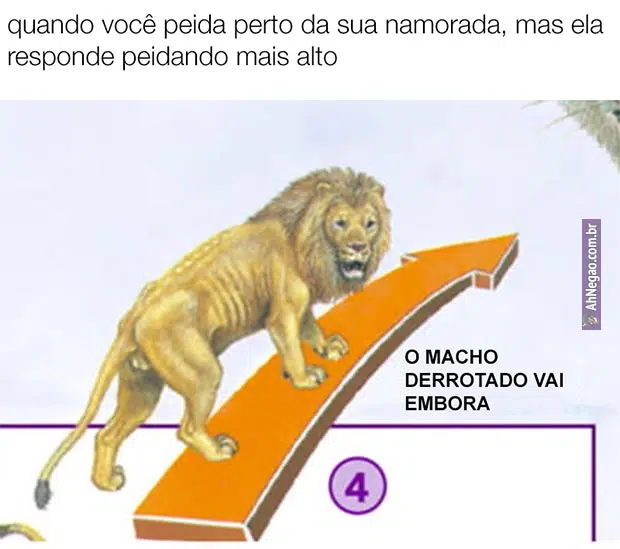 quando você peida perto da sua namorada, mas ela
responde peidando mais alto
AhNegao.com.br
O MACHO
DERROTADO VAI
EMBORA
4